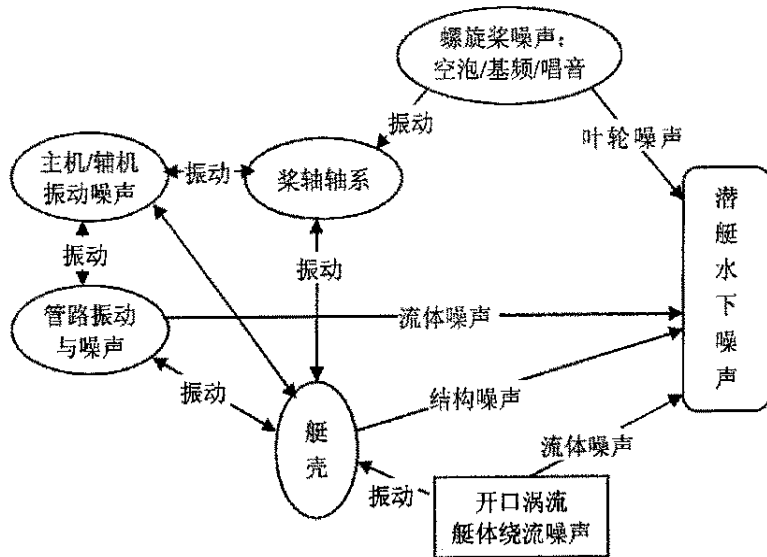 螺旋桨噪声：
空泡/基频/唱音
振动
叶轮噪声
主机/辅机
振动噪声
振动
桨轴轴系
潜
艇
水
下
噪
声
振动
振动
管路振动
与噪声
流体噪声
振动
结构噪声
艇
壳
流体噪声
振动
开口涡流
艇体绕流噪声